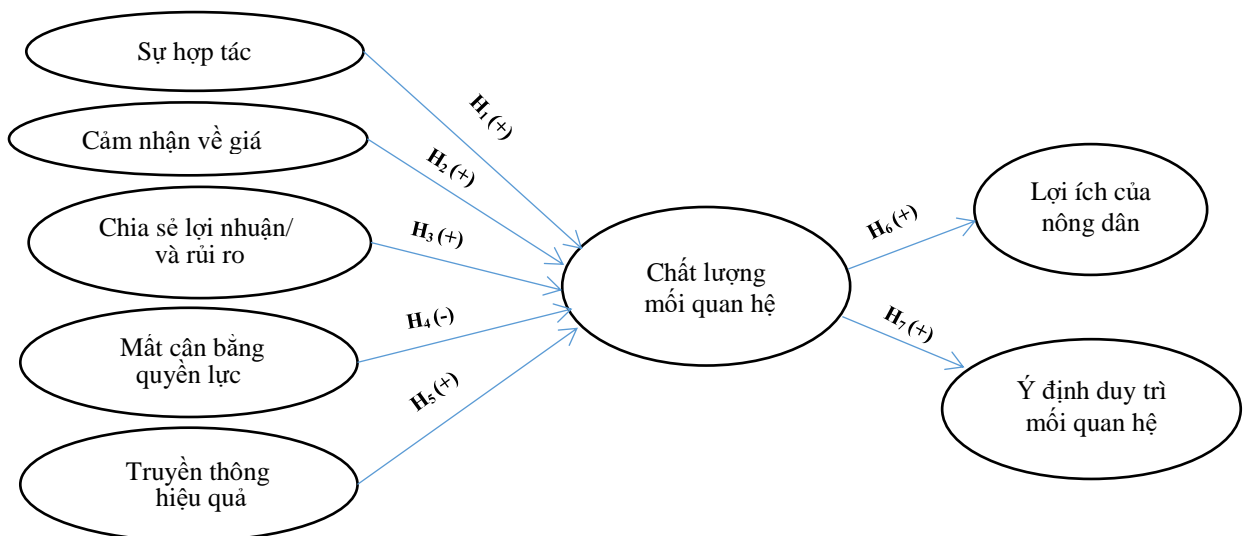 Sự hợp tác
H1 (+)
Cảm nhận về giá
H2 (+)
Chia sẻ lợi nhuận/
và rủi ro
H3 (+)
Mất cân bằng
quyền lực
H4 (-)
Truyền thông
hiệu quả
H5 (+)
Chất lượng
mối quan hệ
H6 (+)
Lợi ích của
nông dân
H7 (+)
Ý định duy trì
mối quan hệ